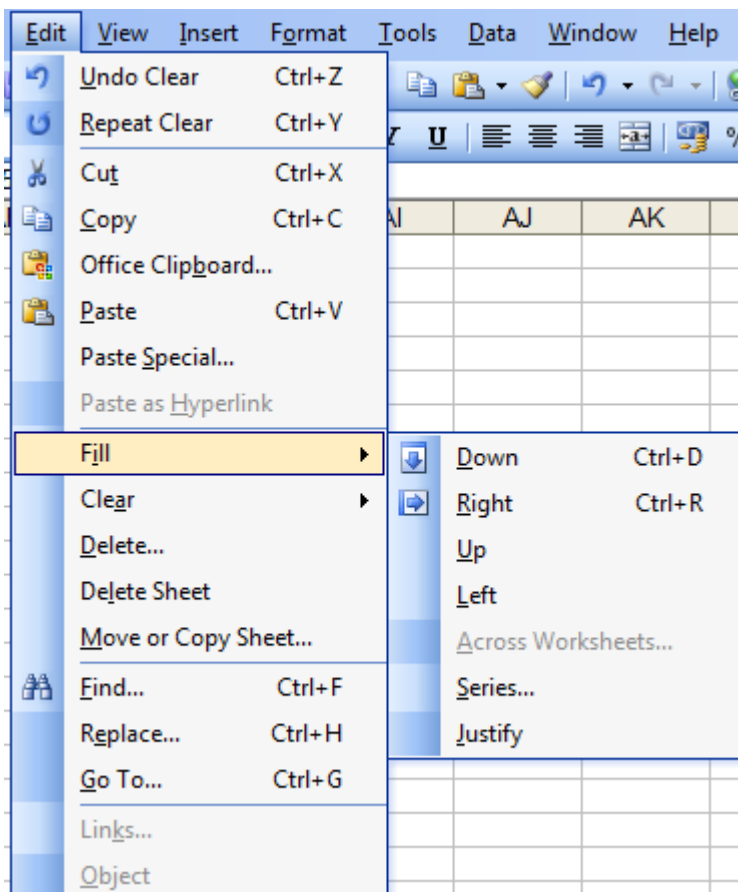 Edit View Insert Format Tools Data Window Help
Undo Clear Ctrl+Z
Repeat Clear Ctrl+Y
U a %
Cut Ctrl+X
Copy Ctrl+C AI AJ AK
Office Clipboard...
Paste Ctrl+V
Paste Special...
Paste as Hyperlink
Fill Down Ctrl+D
Clear Right Ctrl+R
Delete... Up
Delete Sheet Left
Move or Copy Sheet... Across Worksheets...
Find... Ctrl+F Series...
Replace... Ctrl+H Justify
Go To... Ctrl+G
Links...
Object